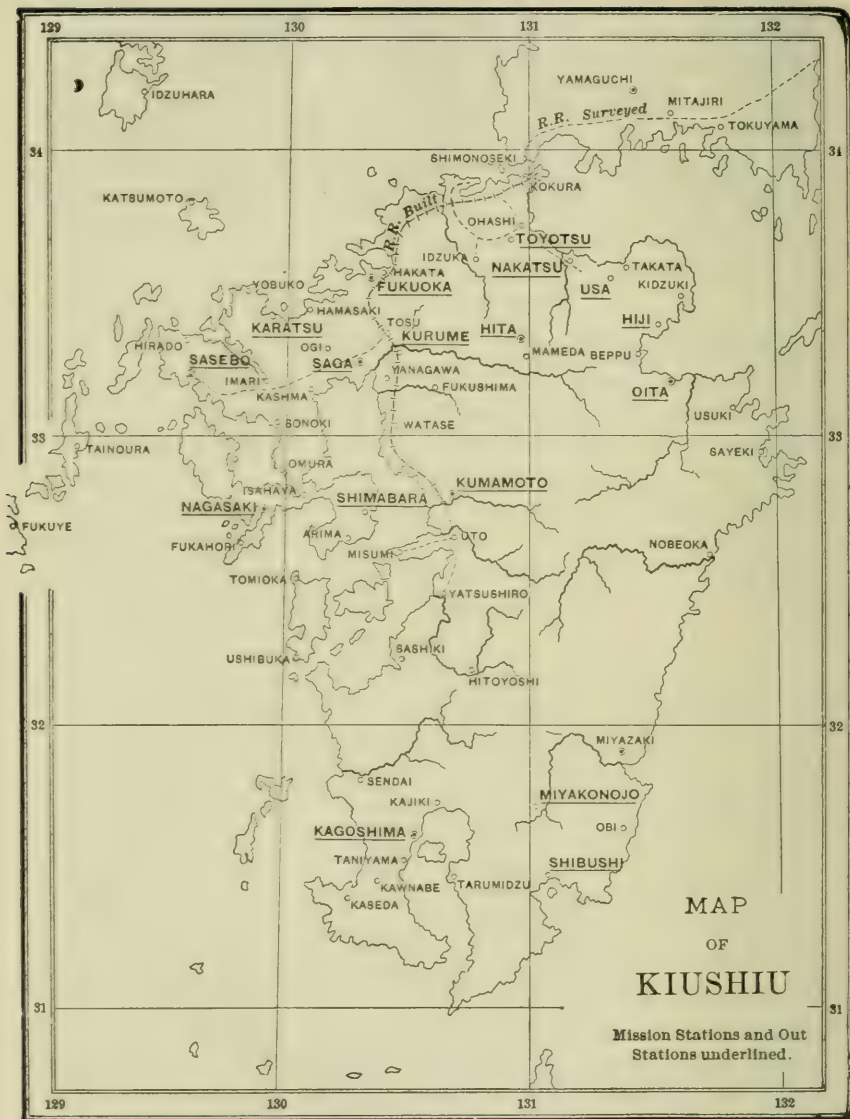 129 130 131 132
IDZUHARA
YAMAGUCHI
MITAJIRI
R.R. Surveyed
TOKUYAMA
34 34
SHIMONOSEKI
KOKURA
KATSUMOTO
R.R. Built
OHASHI
TOYOTSU
IDZUKA
NAKATSU
TAKATA
HAKATA
FUKUOKA
USA
KIDZUKI
YOBUKO
HAMASAKI
KARATSU
TOSU
HIJI
HIRADO
OGI
KURUME
HITA
SASEBO
SAGA
MAMEDA
BEPPU
IMARI
YANAGAWA
KASHMA
FUKUSHIMA
OITA
USUKI
SONOKI
WATASE
33 33
TAINOURA
SAYEKI
OMURA
ISAHAYA
SHIMABARA
KUMAMOTO
NAGASAKI
FUKUYE
ARIMA
UTO
FUKAHORI
MISUMI
NOBEOKA
TOMIOKA
YATSUSHIRO
USHIBUKA
SASHIKI
HITOYOSHI
32 32
MIYAZAKI
SENDAI
KAJIKI
MIYAKONOJO
KAGOSHIMA
OBI
TANIYAMA
SHIBUSHI
KAWNABE
TARUMIDZU
KASEDA
MAP
OF
KIUSHIU
31 31
Mission Stations and Out
Stations underlined.
129 130 131 132